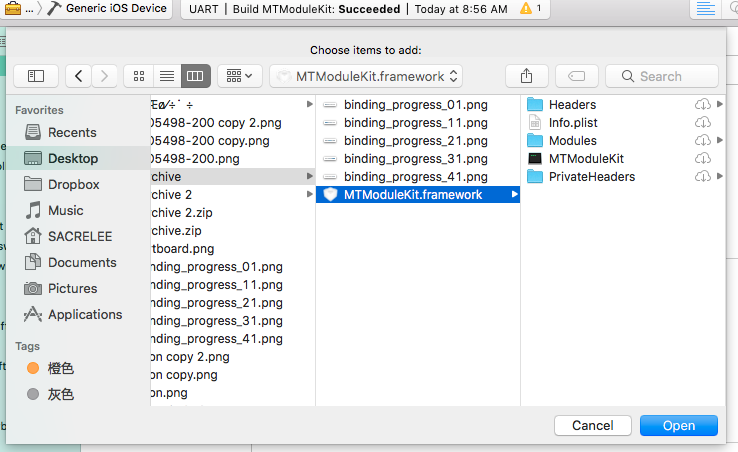 ... Generic iOS Device UART | Build MTModuleKit: Succeeded | Today at 8:56 AM 1
Choose items to add:
MTModuleKit.framework Search
Favorites
Recents
Desktop
Dropbox
Music
SACRELEE
Documents
Pictures
Applications
Tags
橙色
灰色
05498-200 copy 2.png
05498-200 copy.png
05498-200.png
chive
chive 2
chive 2.zip
chive.zip
tboard.png
nding_progress_01.png
nding_progress_11.png
nding_progress_21.png
nding_progress_31.png
nding_progress_41.png
on copy 2.png
on copy.png
on.png
binding_progress_01.png
binding_progress_11.png
binding_progress_21.png
binding_progress_31.png
binding_progress_41.png
MTModuleKit.framework
Headers
Info.plist
Modules
MTModuleKit
PrivateHeaders
Cancel Open